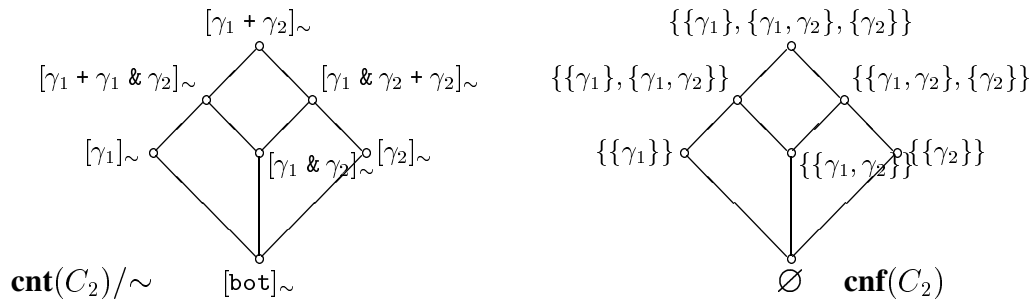 [γ₁ + γ₂]∼
{{γ₁}, {γ₁, γ₂}, {γ₂}}
[γ₁ + γ₁ & γ₂]∼
[γ₁ & γ₂ + γ₂]∼
{{γ₁}, {γ₁, γ₂}}
{{γ₁, γ₂}, {γ₂}}
[γ₁]∼
[γ₁ & γ₂]∼
[γ₂]∼
{{γ₁}}
{{γ₁, γ₂}}
{{γ₂}}
cnt(C₂)/∼
[bot]∼
∅
cnf(C₂)